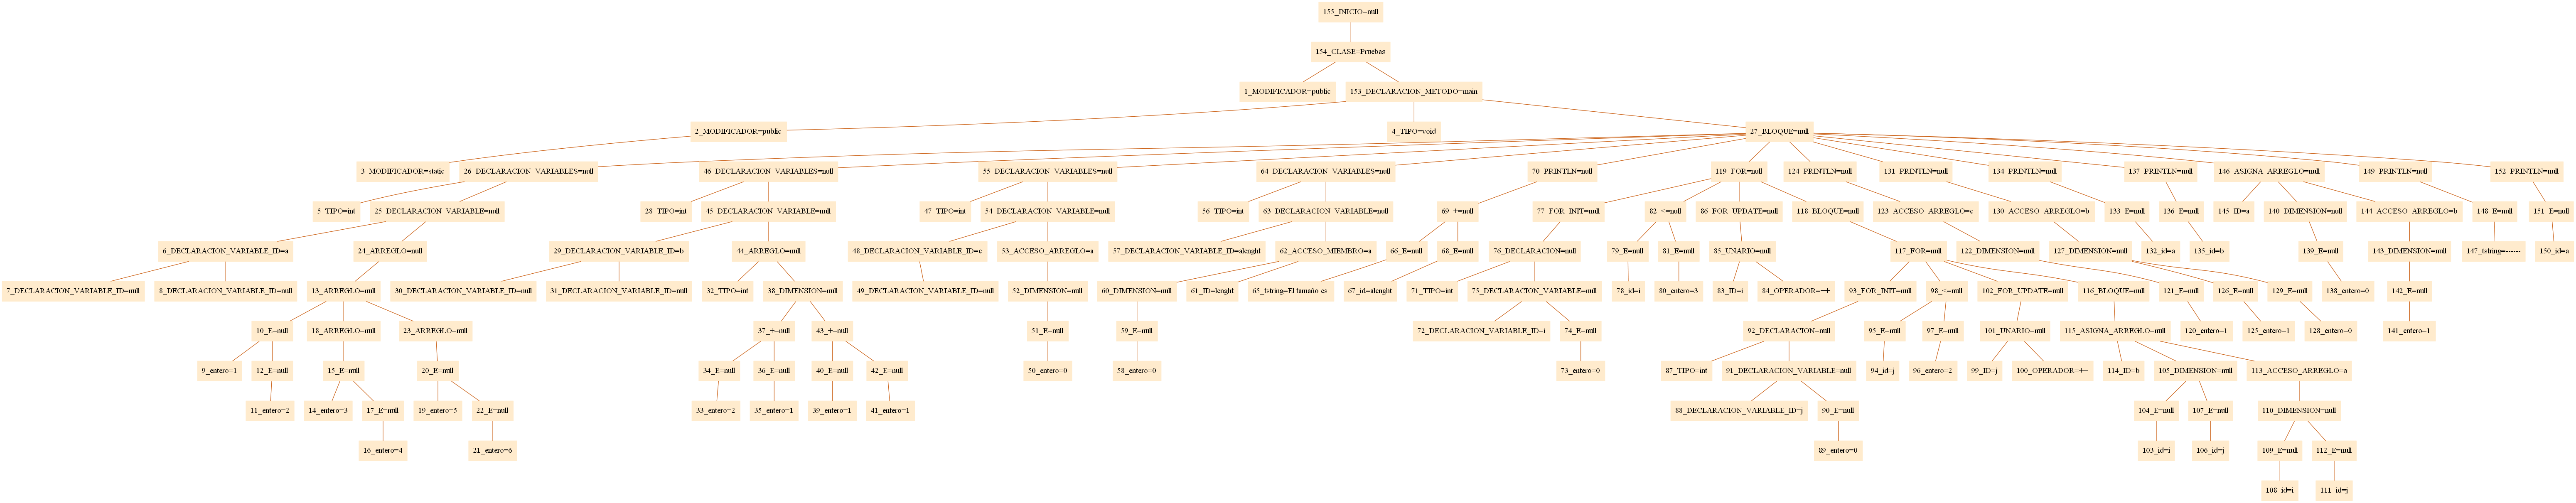 155_INICIO=null
154_CLASE=Pruebas
1_MODIFICADOR=public
153_DECLARACION_METODO=main
2_MODIFICADOR=public
4_TIPO=void
27_BLOQUE=null
3_MODIFICADOR=static
26_DECLARACION_VARIABLES=null
46_DECLARACION_VARIABLES=null
55_DECLARACION_VARIABLES=null
64_DECLARACION_VARIABLES=null
70_PRINTLN=null
119_FOR=null
124_PRINTLN=null
131_PRINTLN=null
134_PRINTLN=null
137_PRINTLN=null
146_ASIGNA_ARREGLO=null
149_PRINTLN=null
152_PRINTLN=null
5_TIPO=int
25_DECLARACION_VARIABLE=null
28_TIPO=int
45_DECLARACION_VARIABLE=null
47_TIPO=int
54_DECLARACION_VARIABLE=null
56_TIPO=int
63_DECLARACION_VARIABLE=null
69_+=null
77_FOR_INIT=null
82_<=null
86_FOR_UPDATE=null
118_BLOQUE=null
123_ACCESO_ARREGLO=c
130_ACCESO_ARREGLO=b
133_E=null
136_E=null
145_ID=a
140_DIMENSION=null
144_ACCESO_ARREGLO=b
148_E=null
151_E=null
6_DECLARACION_VARIABLE_ID=a
24_ARREGLO=null
29_DECLARACION_VARIABLE_ID=b
44_ARREGLO=null
48_DECLARACION_VARIABLE_ID=c
53_ACCESO_ARREGLO=a
57_DECLARACION_VARIABLE_ID=alenght
62_ACCESO_MIEMBRO=a
66_E=null
68_E=null
76_DECLARACION=null
79_E=null
81_E=null
85_UNARIO=null
117_FOR=null
122_DIMENSION=null
127_DIMENSION=null
132_id=a
135_id=b
139_E=null
143_DIMENSION=null
147_tstring=------
150_id=a
7_DECLARACION_VARIABLE_ID=null
8_DECLARACION_VARIABLE_ID=null
13_ARREGLO=null
30_DECLARACION_VARIABLE_ID=null
31_DECLARACION_VARIABLE_ID=null
32_TIPO=int
38_DIMENSION=null
49_DECLARACION_VARIABLE_ID=null
52_DIMENSION=null
60_DIMENSION=null
61_ID=lenght
65_tstring=El tamaño es
67_id=alenght
71_TIPO=int
75_DECLARACION_VARIABLE=null
78_id=i
80_entero=3
83_ID=i
84_OPERADOR=++
93_FOR_INIT=null
98_<=null
102_FOR_UPDATE=null
116_BLOQUE=null
121_E=null
126_E=null
129_E=null
138_entero=0
142_E=null
10_E=null
18_ARREGLO=null
23_ARREGLO=null
37_+=null
43_+=null
51_E=null
59_E=null
72_DECLARACION_VARIABLE_ID=i
74_E=null
92_DECLARACION=null
95_E=null
97_E=null
101_UNARIO=null
115_ASIGNA_ARREGLO=null
120_entero=1
125_entero=1
128_entero=0
141_entero=1
9_entero=1
12_E=null
15_E=null
20_E=null
34_E=null
36_E=null
40_E=null
42_E=null
50_entero=0
58_entero=0
73_entero=0
87_TIPO=int
91_DECLARACION_VARIABLE=null
94_id=j
96_entero=2
99_ID=j
100_OPERADOR=++
114_ID=b
105_DIMENSION=null
113_ACCESO_ARREGLO=a
11_entero=2
14_entero=3
17_E=null
19_entero=5
22_E=null
33_entero=2
35_entero=1
39_entero=1
41_entero=1
88_DECLARACION_VARIABLE_ID=j
90_E=null
104_E=null
107_E=null
110_DIMENSION=null
16_entero=4
21_entero=6
89_entero=0
103_id=i
106_id=j
109_E=null
112_E=null
108_id=i
111_id=j